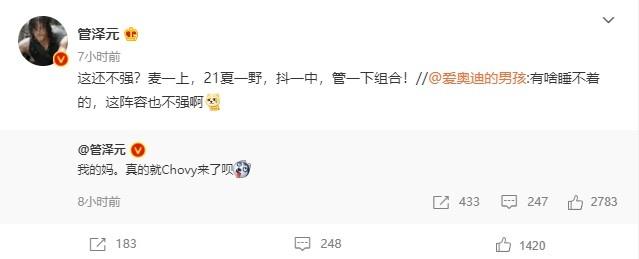 管泽元
7小时前
这还不强？麦一上，21夏一野，抖一中，管一下组合！//@爱奥迪的男孩:有啥睡不着
的，这阵容也不强啊
@管泽元
我的妈。真的就Chovy来了呗
8小时前 433 247 2783
183 248 1420